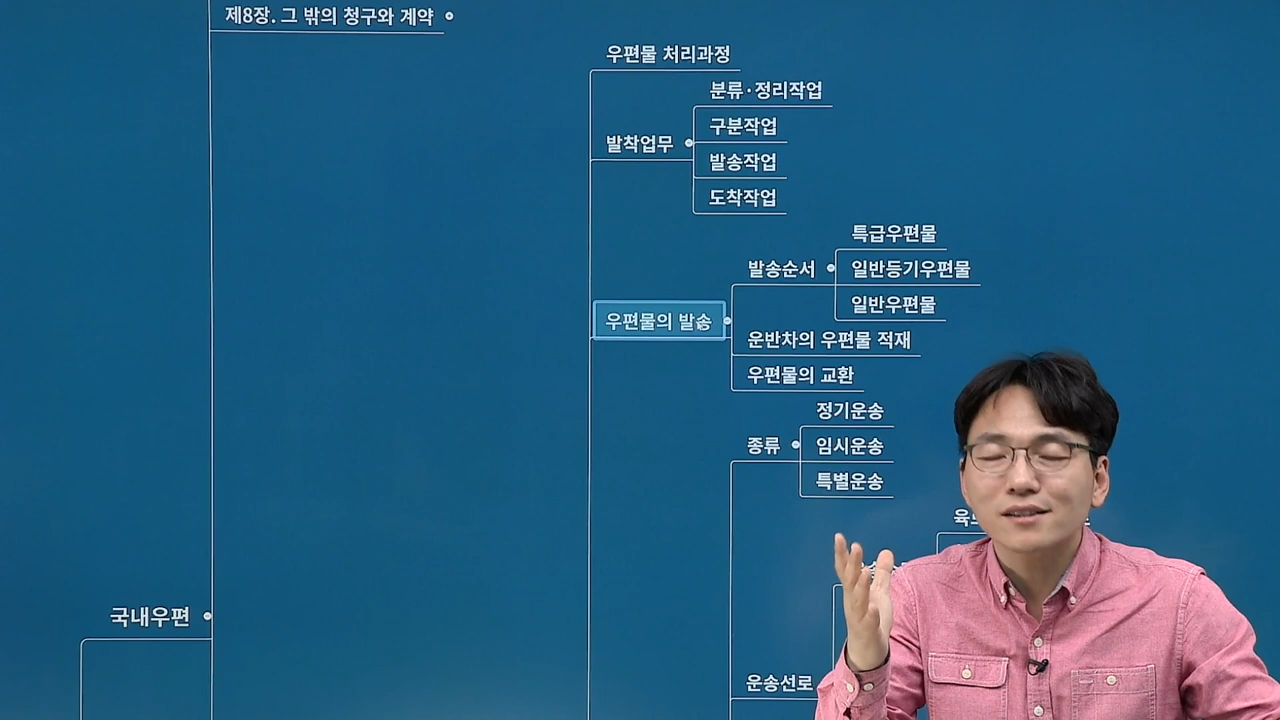 제8장. 그 밖의 청구와 계약
우편물 처리과정
분류·정리작업
구분작업
발착업무
발송작업
도착작업
특급우편물
발송순서
일반등기우편물
일반우편물
우편물의 발송
운반차의 우편물 적재
우편물의 교환
정기운송
종류
임시운송
특별운송
국내우편
운송선로